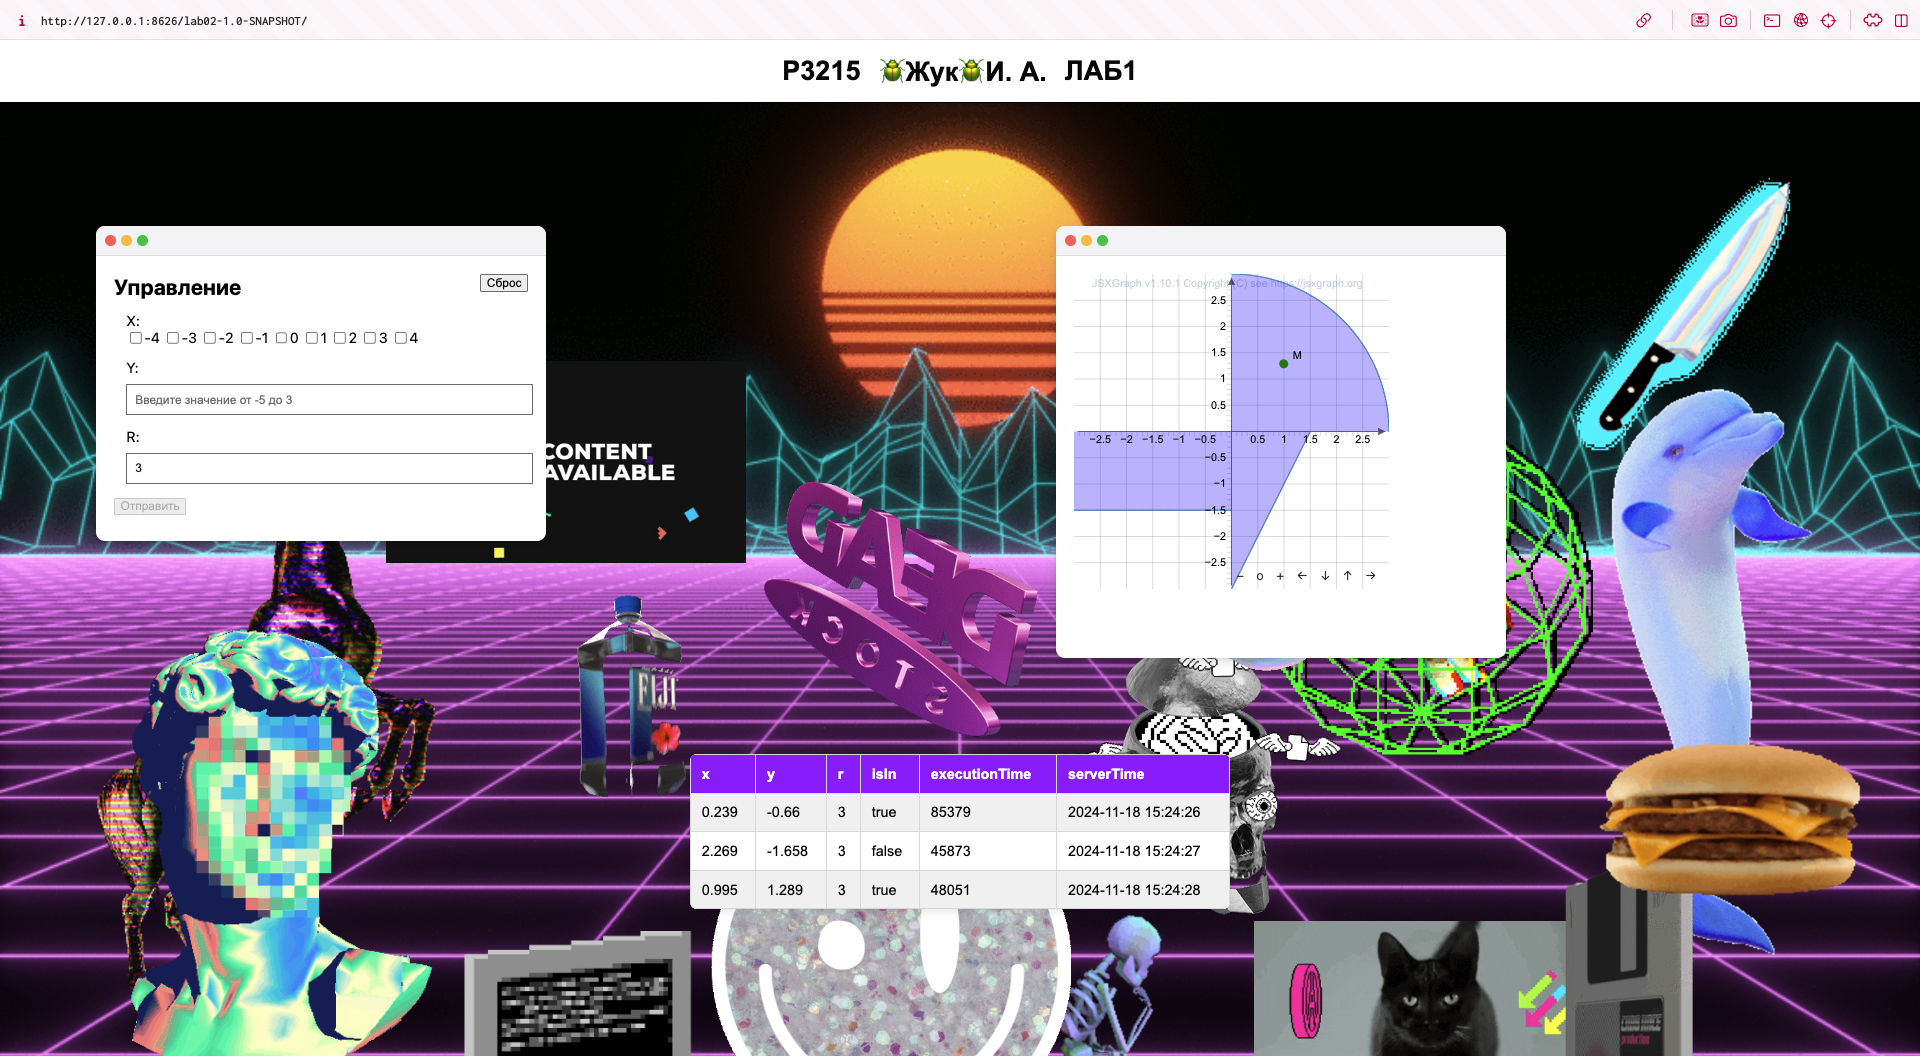 i http://127.0.0.1:8626/lab02-1.0-SNAPSHOT/
P3215 🪲Жук🪲И. А. ЛАБ1
Управление
Сброс
X:
-4 -3 -2 -1 0 1 2 3 4
Y:
Введите значение от -5 до 3
R:
3
Отправить
CONTENT
AVAILABLE
JSXGraph v1.10.1 Copyright (C) see https://jsxgraph.org
2.5
2
1.5
M
1
0.5
−2.5 −2 −1.5 −1 −0.5 0.5 1 1.5 2 2.5
−0.5
−1
−1.5
−2
−2.5
− o + ← ↓ ↑ →
DEAD
STOCK
FIJI
x y r isIn executionTime serverTime
0.239 -0.66 3 true 85379 2024-11-18 15:24:26
2.269 -1.658 3 false 45873 2024-11-18 15:24:27
0.995 1.289 3 true 48051 2024-11-18 15:24:28